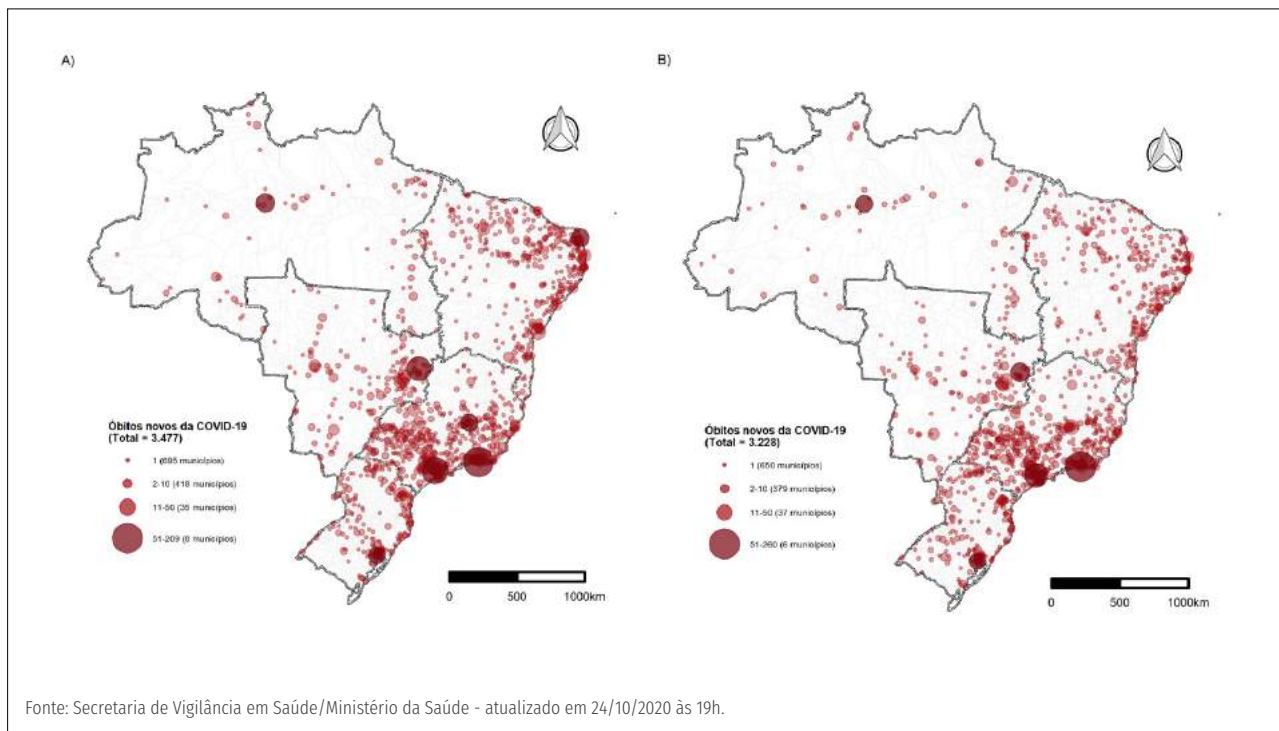 A)
B)
Óbitos novos da COVID-19
(Total = 3.477)
1 (695 municípios)
2-10 (418 municípios)
11-50 (35 municípios)
51-209 (8 municípios)
0 500 1000km
Óbitos novos da COVID-19
(Total = 3.228)
1 (650 municípios)
2-10 (379 municípios)
11-50 (37 municípios)
51-260 (6 municípios)
0 500 1000km
Fonte: Secretaria de Vigilância em Saúde/Ministério da Saúde - atualizado em 24/10/2020 às 19h.